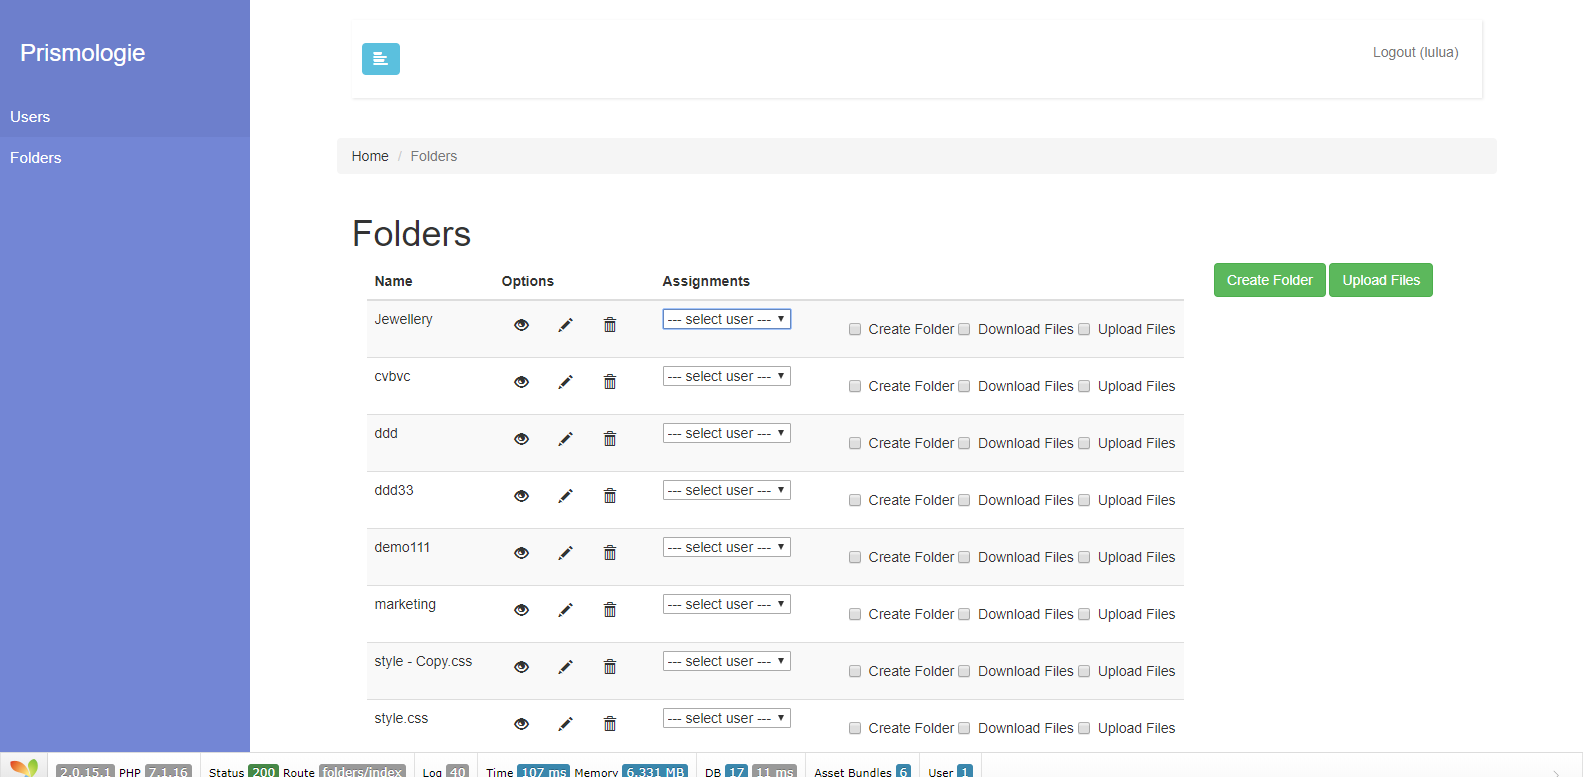 Prismologie
Users
Folders
Logout (lulua)
Home / Folders
Folders
Create Folder Upload Files
Name Options Assignments
Jewellery --- select user --- Create Folder Download Files Upload Files
cvbvc --- select user --- Create Folder Download Files Upload Files
ddd --- select user --- Create Folder Download Files Upload Files
ddd33 --- select user --- Create Folder Download Files Upload Files
demo111 --- select user --- Create Folder Download Files Upload Files
marketing --- select user --- Create Folder Download Files Upload Files
style - Copy.css --- select user --- Create Folder Download Files Upload Files
style.css --- select user --- Create Folder Download Files Upload Files
2.0.15.1 PHP 7.1.16 Status 200 Route folders/index Log 40 Time 107 ms Memory 6.331 MB DB 17 11 ms Asset Bundles 6 User 1